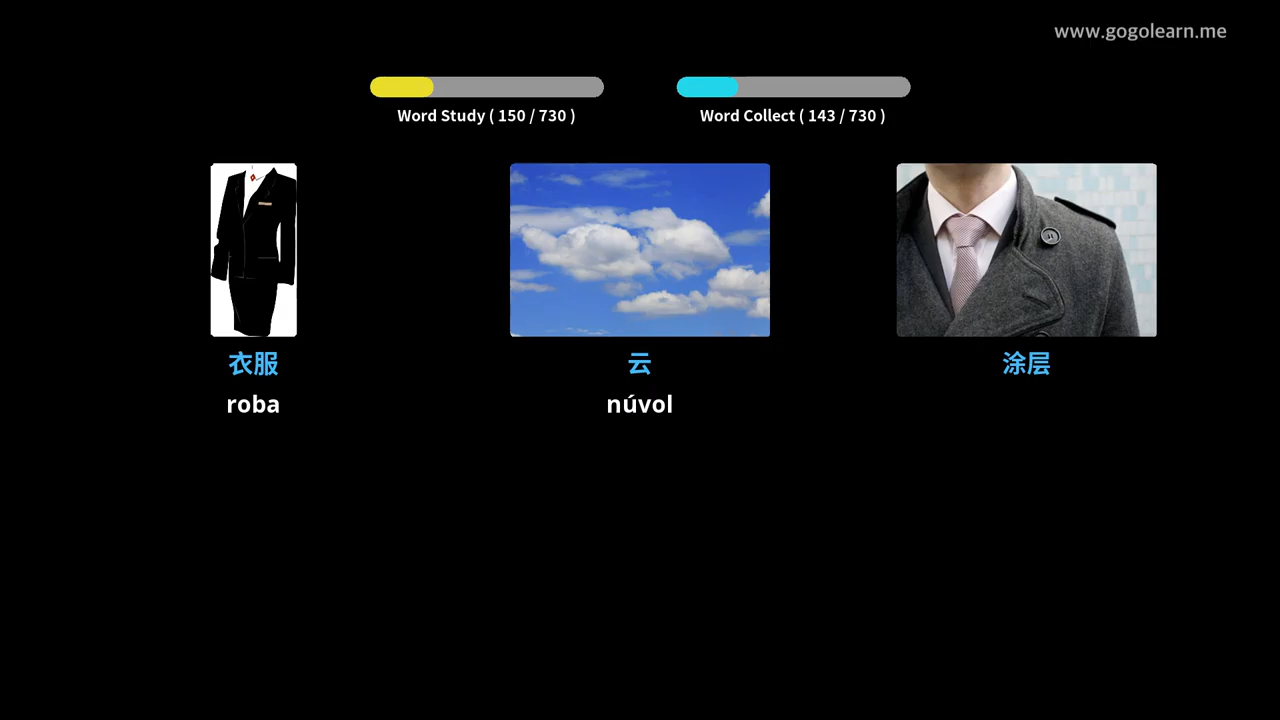 www.gogolearn.me
Word Study ( 150 / 730 )
Word Collect ( 143 / 730 )
衣服
云
涂层
roba
núvol